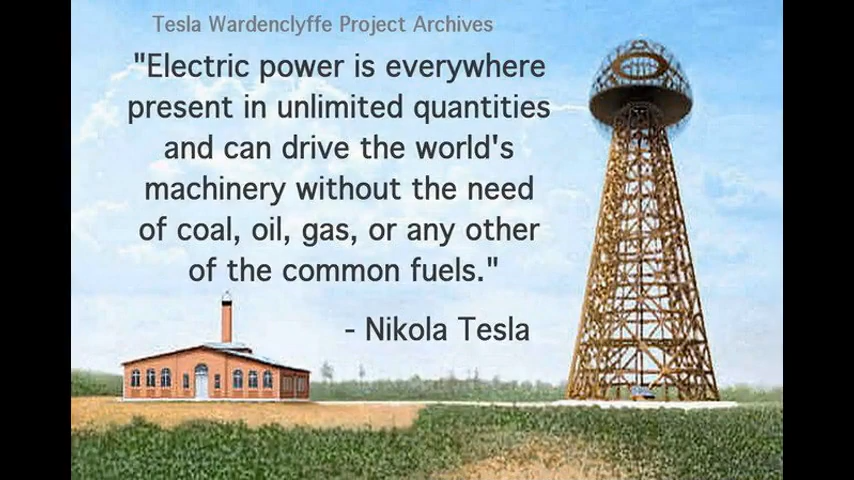 Tesla Wardenclyffe Project Archives
"Electric power is everywhere
present in unlimited quantities
and can drive the world's
machinery without the need
of coal, oil, gas, or any other
of the common fuels."
- Nikola Tesla